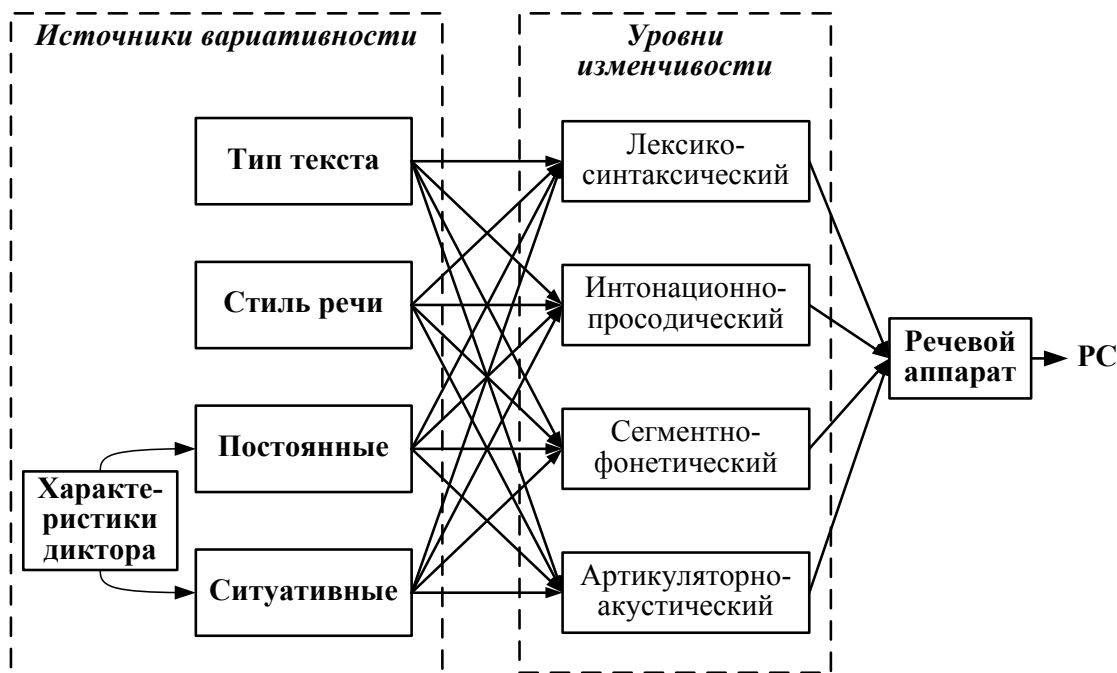 Источники вариативности
Уровни
изменчивости
Тип текста
Лексико-
синтаксический
Стиль речи
Интонационно-
просодический
Речевой
аппарат
РС
Постоянные
Сегментно-
фонетический
Характе-
ристики
диктора
Ситуативные
Артикуляторно-
акустический